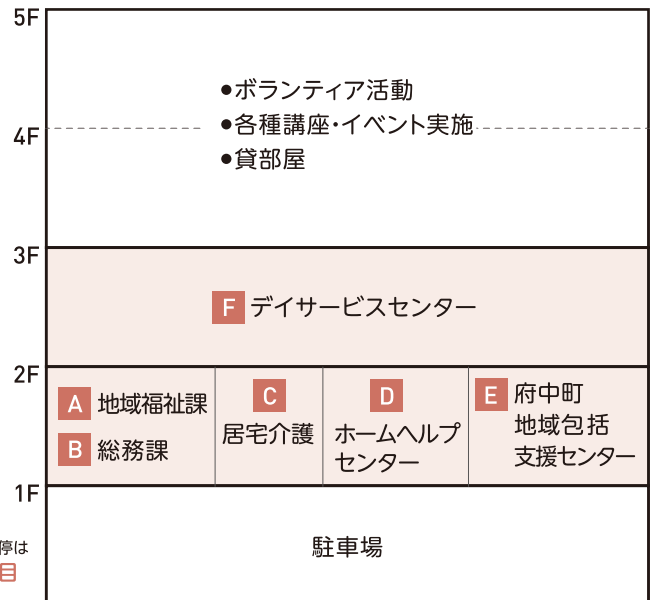 5F
●ボランティア活動
4F
●各種講座・イベント実施
●貸部屋
3F
F デイサービスセンター
2F
A 地域福祉課
B 総務課
C
居宅介護
D
ホームヘルプ
センター
E 府中町
地域包括
支援センター
1F
駐車場
停は
目